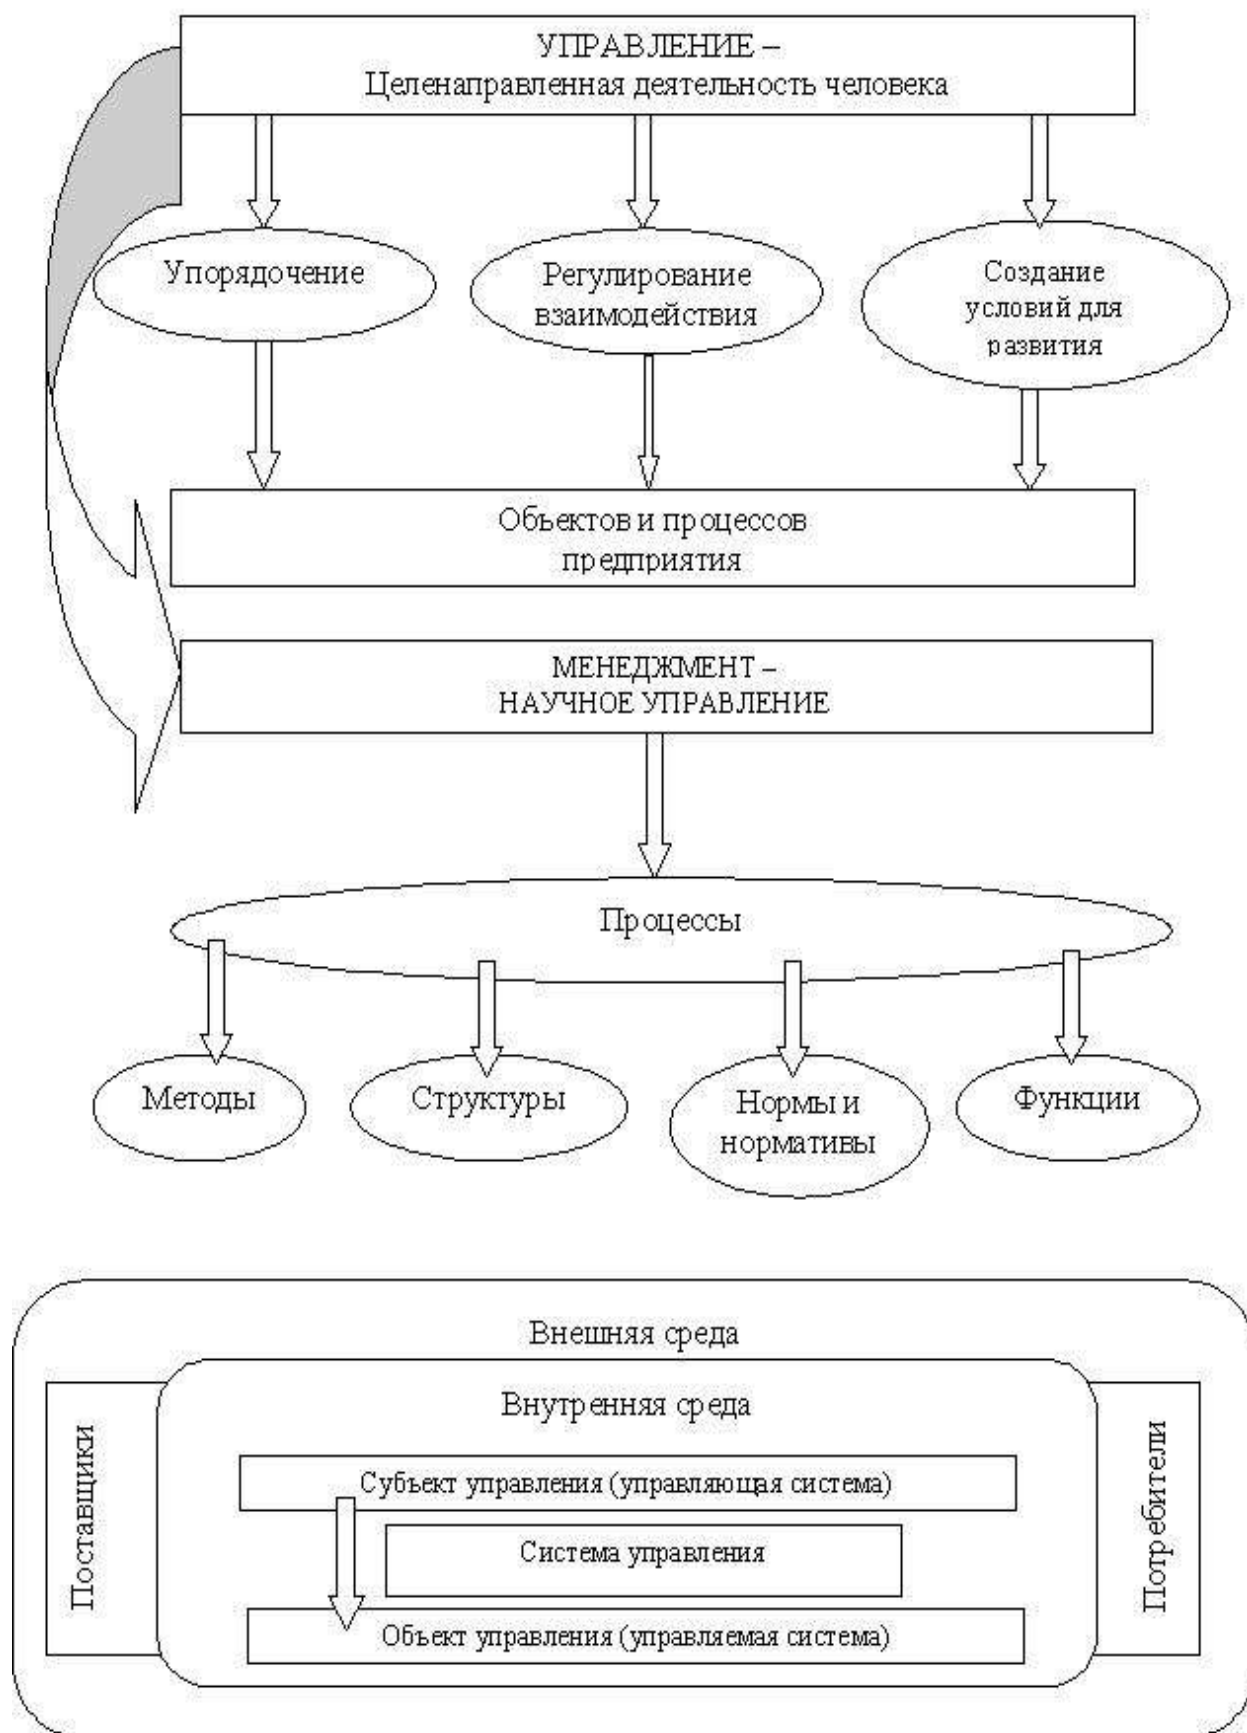 УПРАВЛЕНИЕ –
Целенаправленная деятельность человека
Упорядочение
Регулирование
взаимодействия
Создание
условий для
развития
Объектов и процессов
предприятия
МЕНЕДЖМЕНТ –
НАУЧНОЕ УПРАВЛЕНИЕ
Процессы
Методы
Структуры
Нормы и
нормативы
Функции
Внешняя среда
Внутренняя среда
Поставщики
Субъект управления (управляющая система)
Система управления
Объект управления (управляемая система)
Потребители